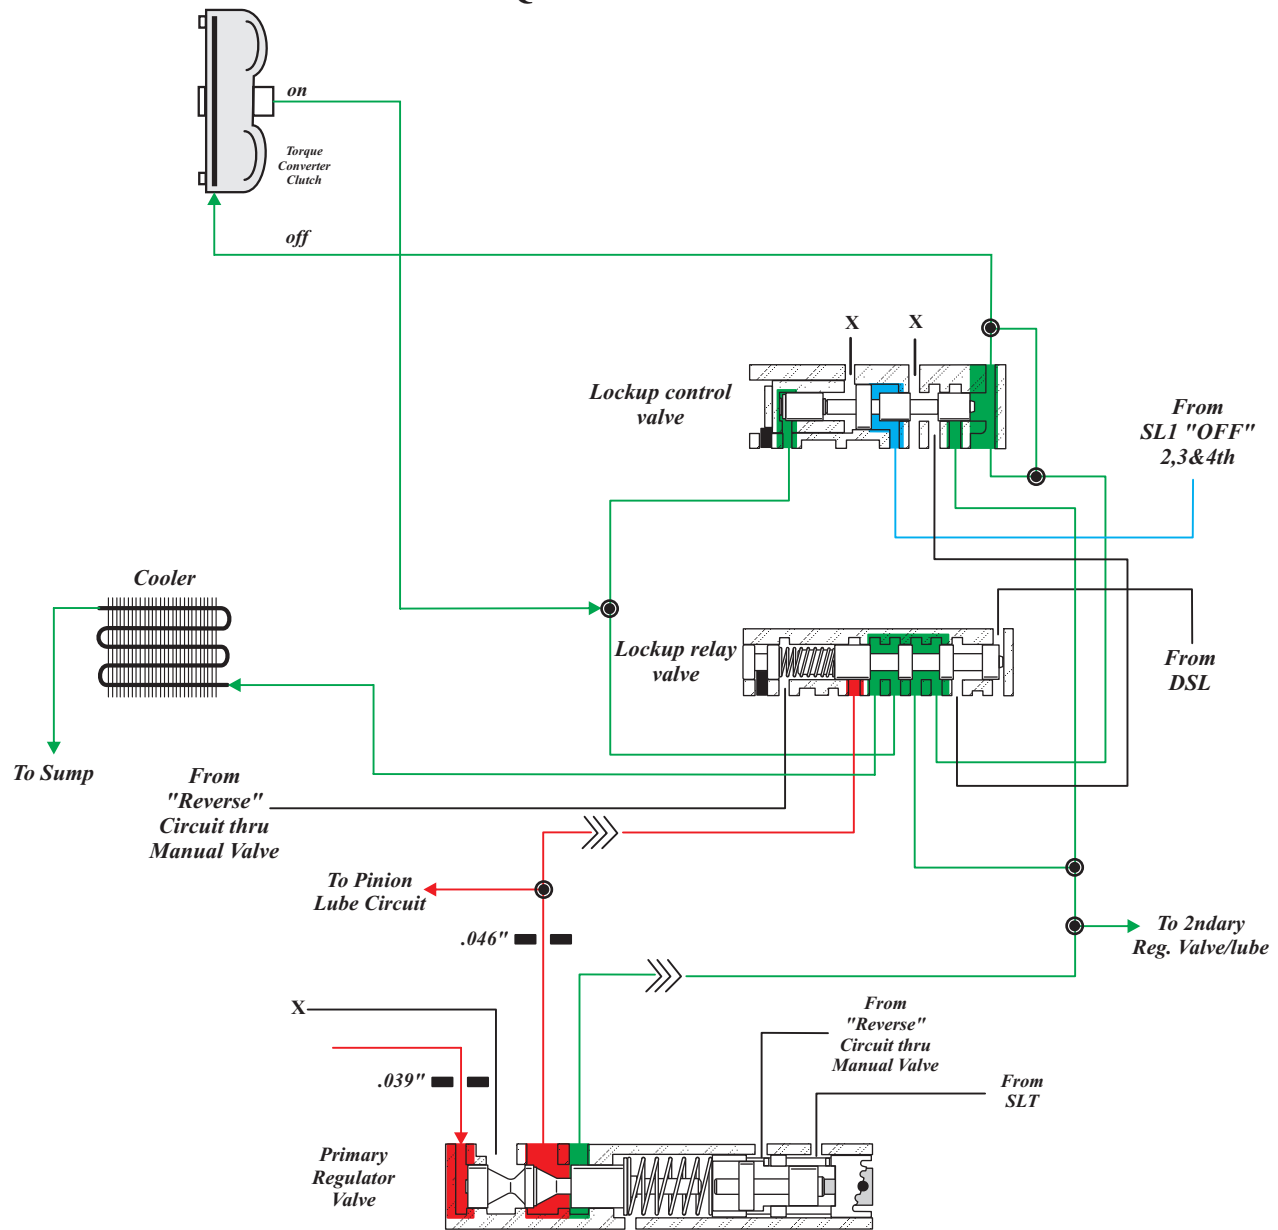 on
Torque
Converter
Clutch
off
X
X
Lockup control
valve
From
SL1 "OFF"
2,3&4th
Cooler
Lockup relay
valve
From
DSL
To Sump
From
"Reverse"
Circuit thru
Manual Valve
To Pinion
Lube Circuit
.046"
To 2ndary
Reg. Valve/lube
X
From
"Reverse"
Circuit thru
Manual Valve
.039"
From
SLT
Primary
Regulator
Valve